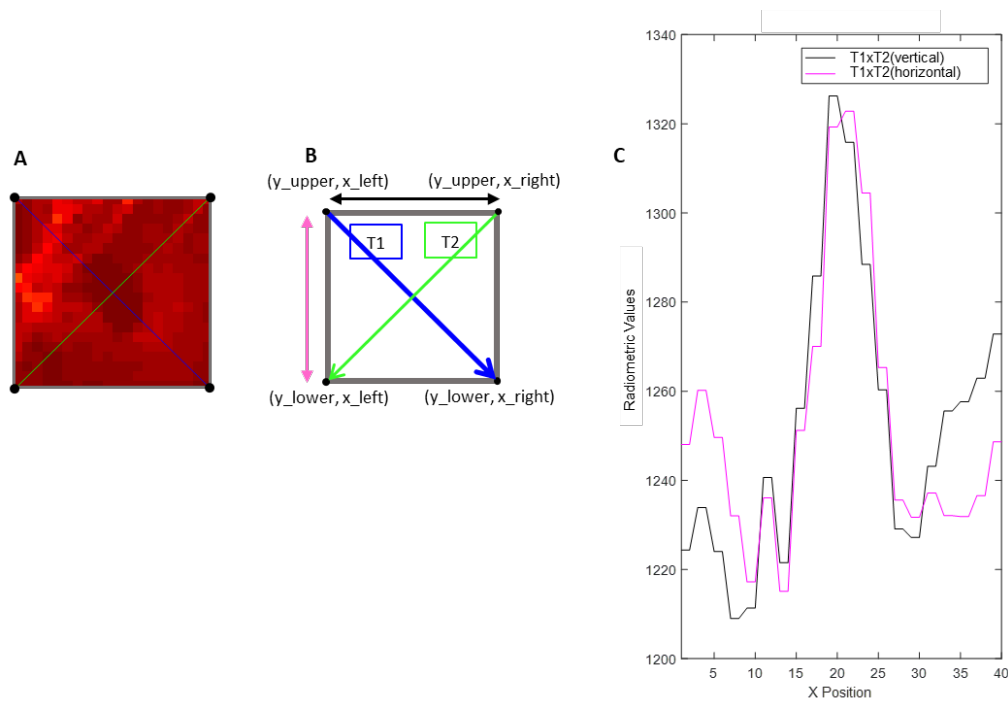 A
B
(y_upper, x_left) (y_upper, x_right)
T1 T2
(y_lower, x_left) (y_lower, x_right)
C
T1xT2(vertical)
T1xT2(horizontal)
Radiometric Values
1340
1320
1300
1280
1260
1240
1220
1200
5 10 15 20 25 30 35 40
X Position